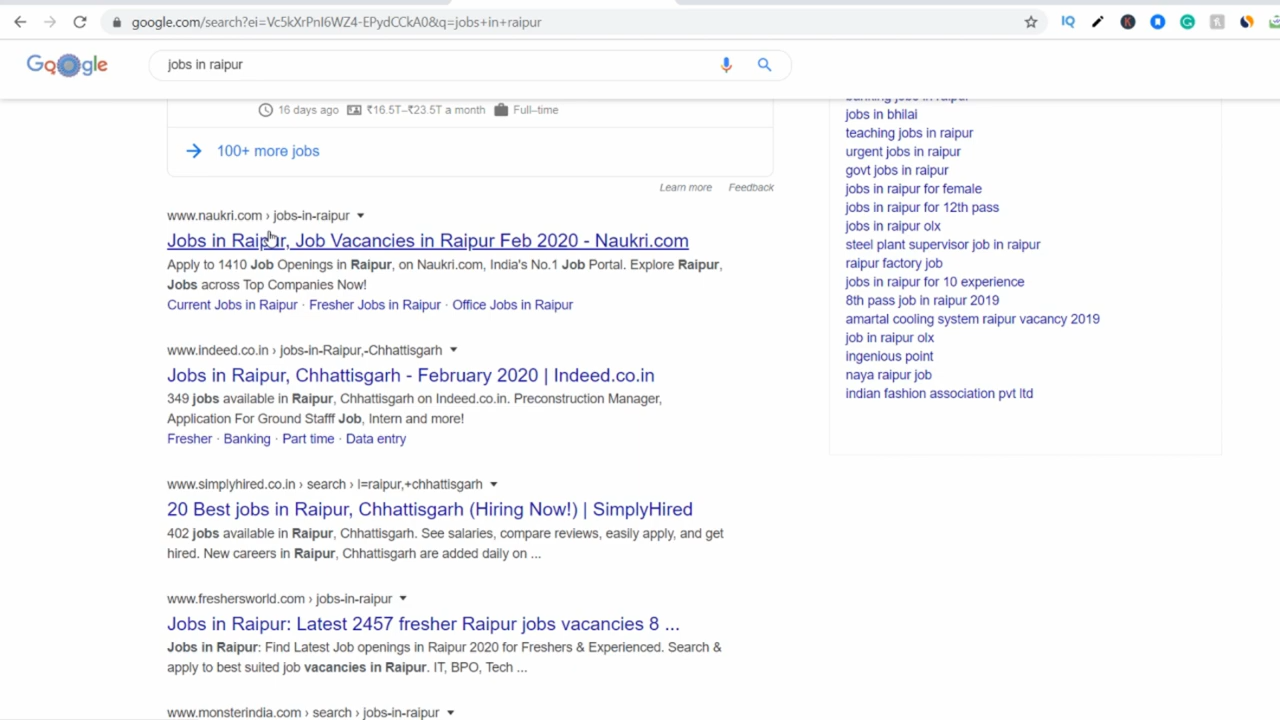 google.com/search?ei=Vc5kXrPnI6WZ4-EPydCCkA0&q=jobs+in+raipur
Google
jobs in raipur
16 days ago ₹16.5T–₹23.5T a month Full–time
100+ more jobs
Learn more Feedback
www.naukri.com › jobs-in-raipur
Jobs in Raipur, Job Vacancies in Raipur Feb 2020 - Naukri.com
Apply to 1410 Job Openings in Raipur, on Naukri.com, India's No.1 Job Portal. Explore Raipur,
Jobs across Top Companies Now!
Current Jobs in Raipur · Fresher Jobs in Raipur · Office Jobs in Raipur
www.indeed.co.in › jobs-in-Raipur,-Chhattisgarh
Jobs in Raipur, Chhattisgarh - February 2020 | Indeed.co.in
349 jobs available in Raipur, Chhattisgarh on Indeed.co.in. Preconstruction Manager,
Application For Ground Stafff Job, Intern and more!
Fresher · Banking · Part time · Data entry
www.simplyhired.co.in › search › l=raipur,+chhattisgarh
20 Best jobs in Raipur, Chhattisgarh (Hiring Now!) | SimplyHired
402 jobs available in Raipur, Chhattisgarh. See salaries, compare reviews, easily apply, and get
hired. New careers in Raipur, Chhattisgarh are added daily on ...
www.freshersworld.com › jobs-in-raipur
Jobs in Raipur: Latest 2457 fresher Raipur jobs vacancies 8 ...
Jobs in Raipur: Find Latest Job openings in Raipur 2020 for Freshers & Experienced. Search &
apply to best suited job vacancies in Raipur. IT, BPO, Tech ...
www.monsterindia.com › search › jobs-in-raipur
banking jobs in raipur
jobs in bhilai
teaching jobs in raipur
urgent jobs in raipur
govt jobs in raipur
jobs in raipur for female
jobs in raipur for 12th pass
jobs in raipur olx
steel plant supervisor job in raipur
raipur factory job
jobs in raipur for 10 experience
8th pass job in raipur 2019
amartal cooling system raipur vacancy 2019
job in raipur olx
ingenious point
naya raipur job
indian fashion association pvt ltd